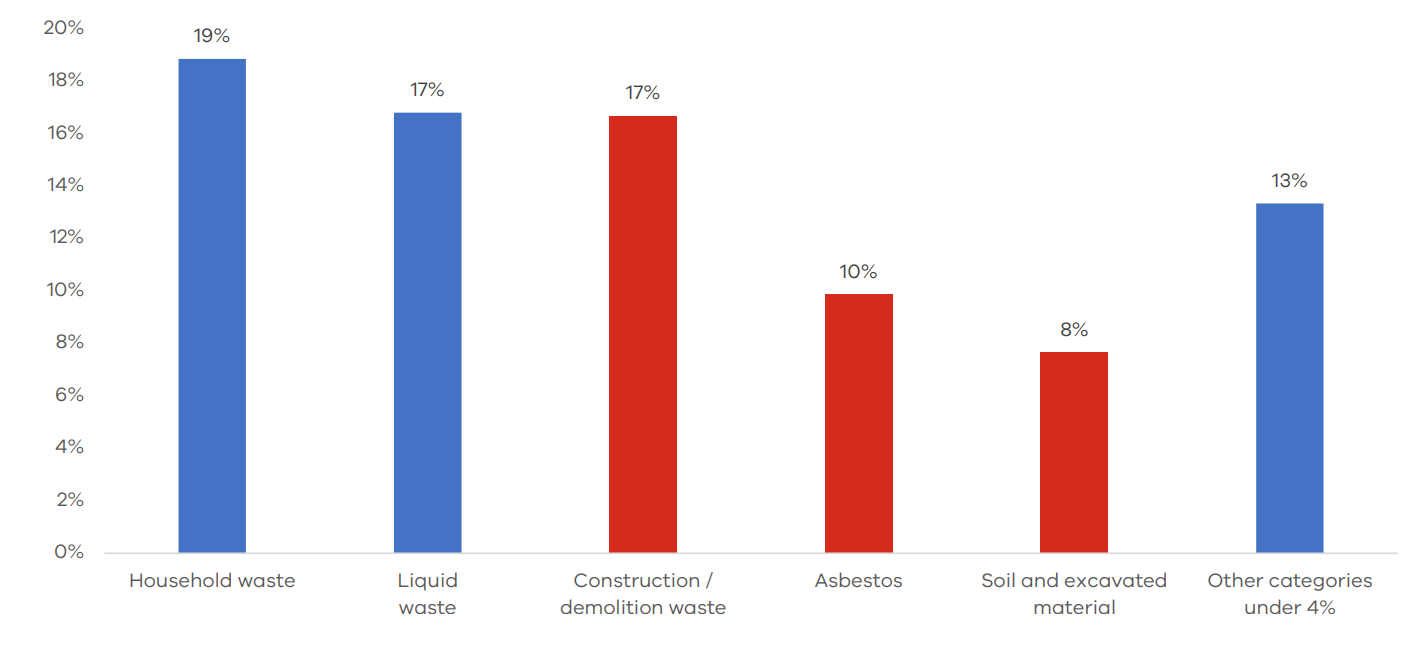 20%
18%
16%
14%
12%
10%
8%
6%
4%
2%
0%
19%
17%
17%
10%
8%
13%
Household waste
Liquid
waste
Construction /
demolition waste
Asbestos
Soil and excavated
material
Other categories
under 4%